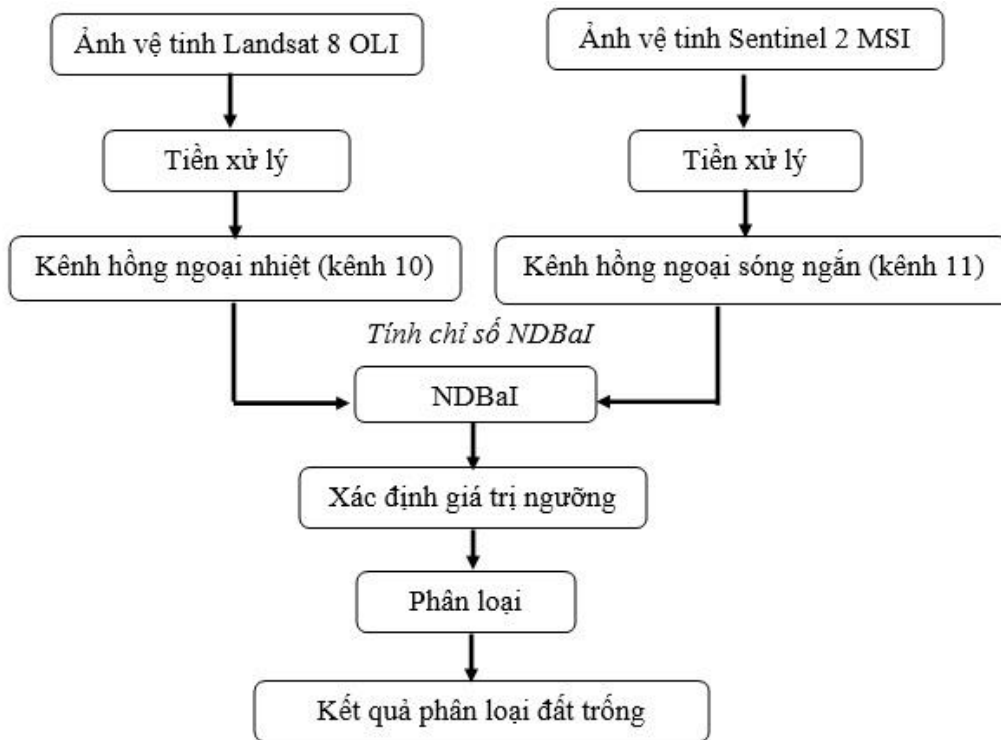 Ảnh vệ tinh Landsat 8 OLI
Ảnh vệ tinh Sentinel 2 MSI
Tiền xử lý
Tiền xử lý
Kênh hồng ngoại nhiệt (kênh 10)
Kênh hồng ngoại sóng ngắn (kênh 11)
Tính chỉ số NDBaI
NDBaI
Xác định giá trị ngưỡng
Phân loại
Kết quả phân loại đất trống